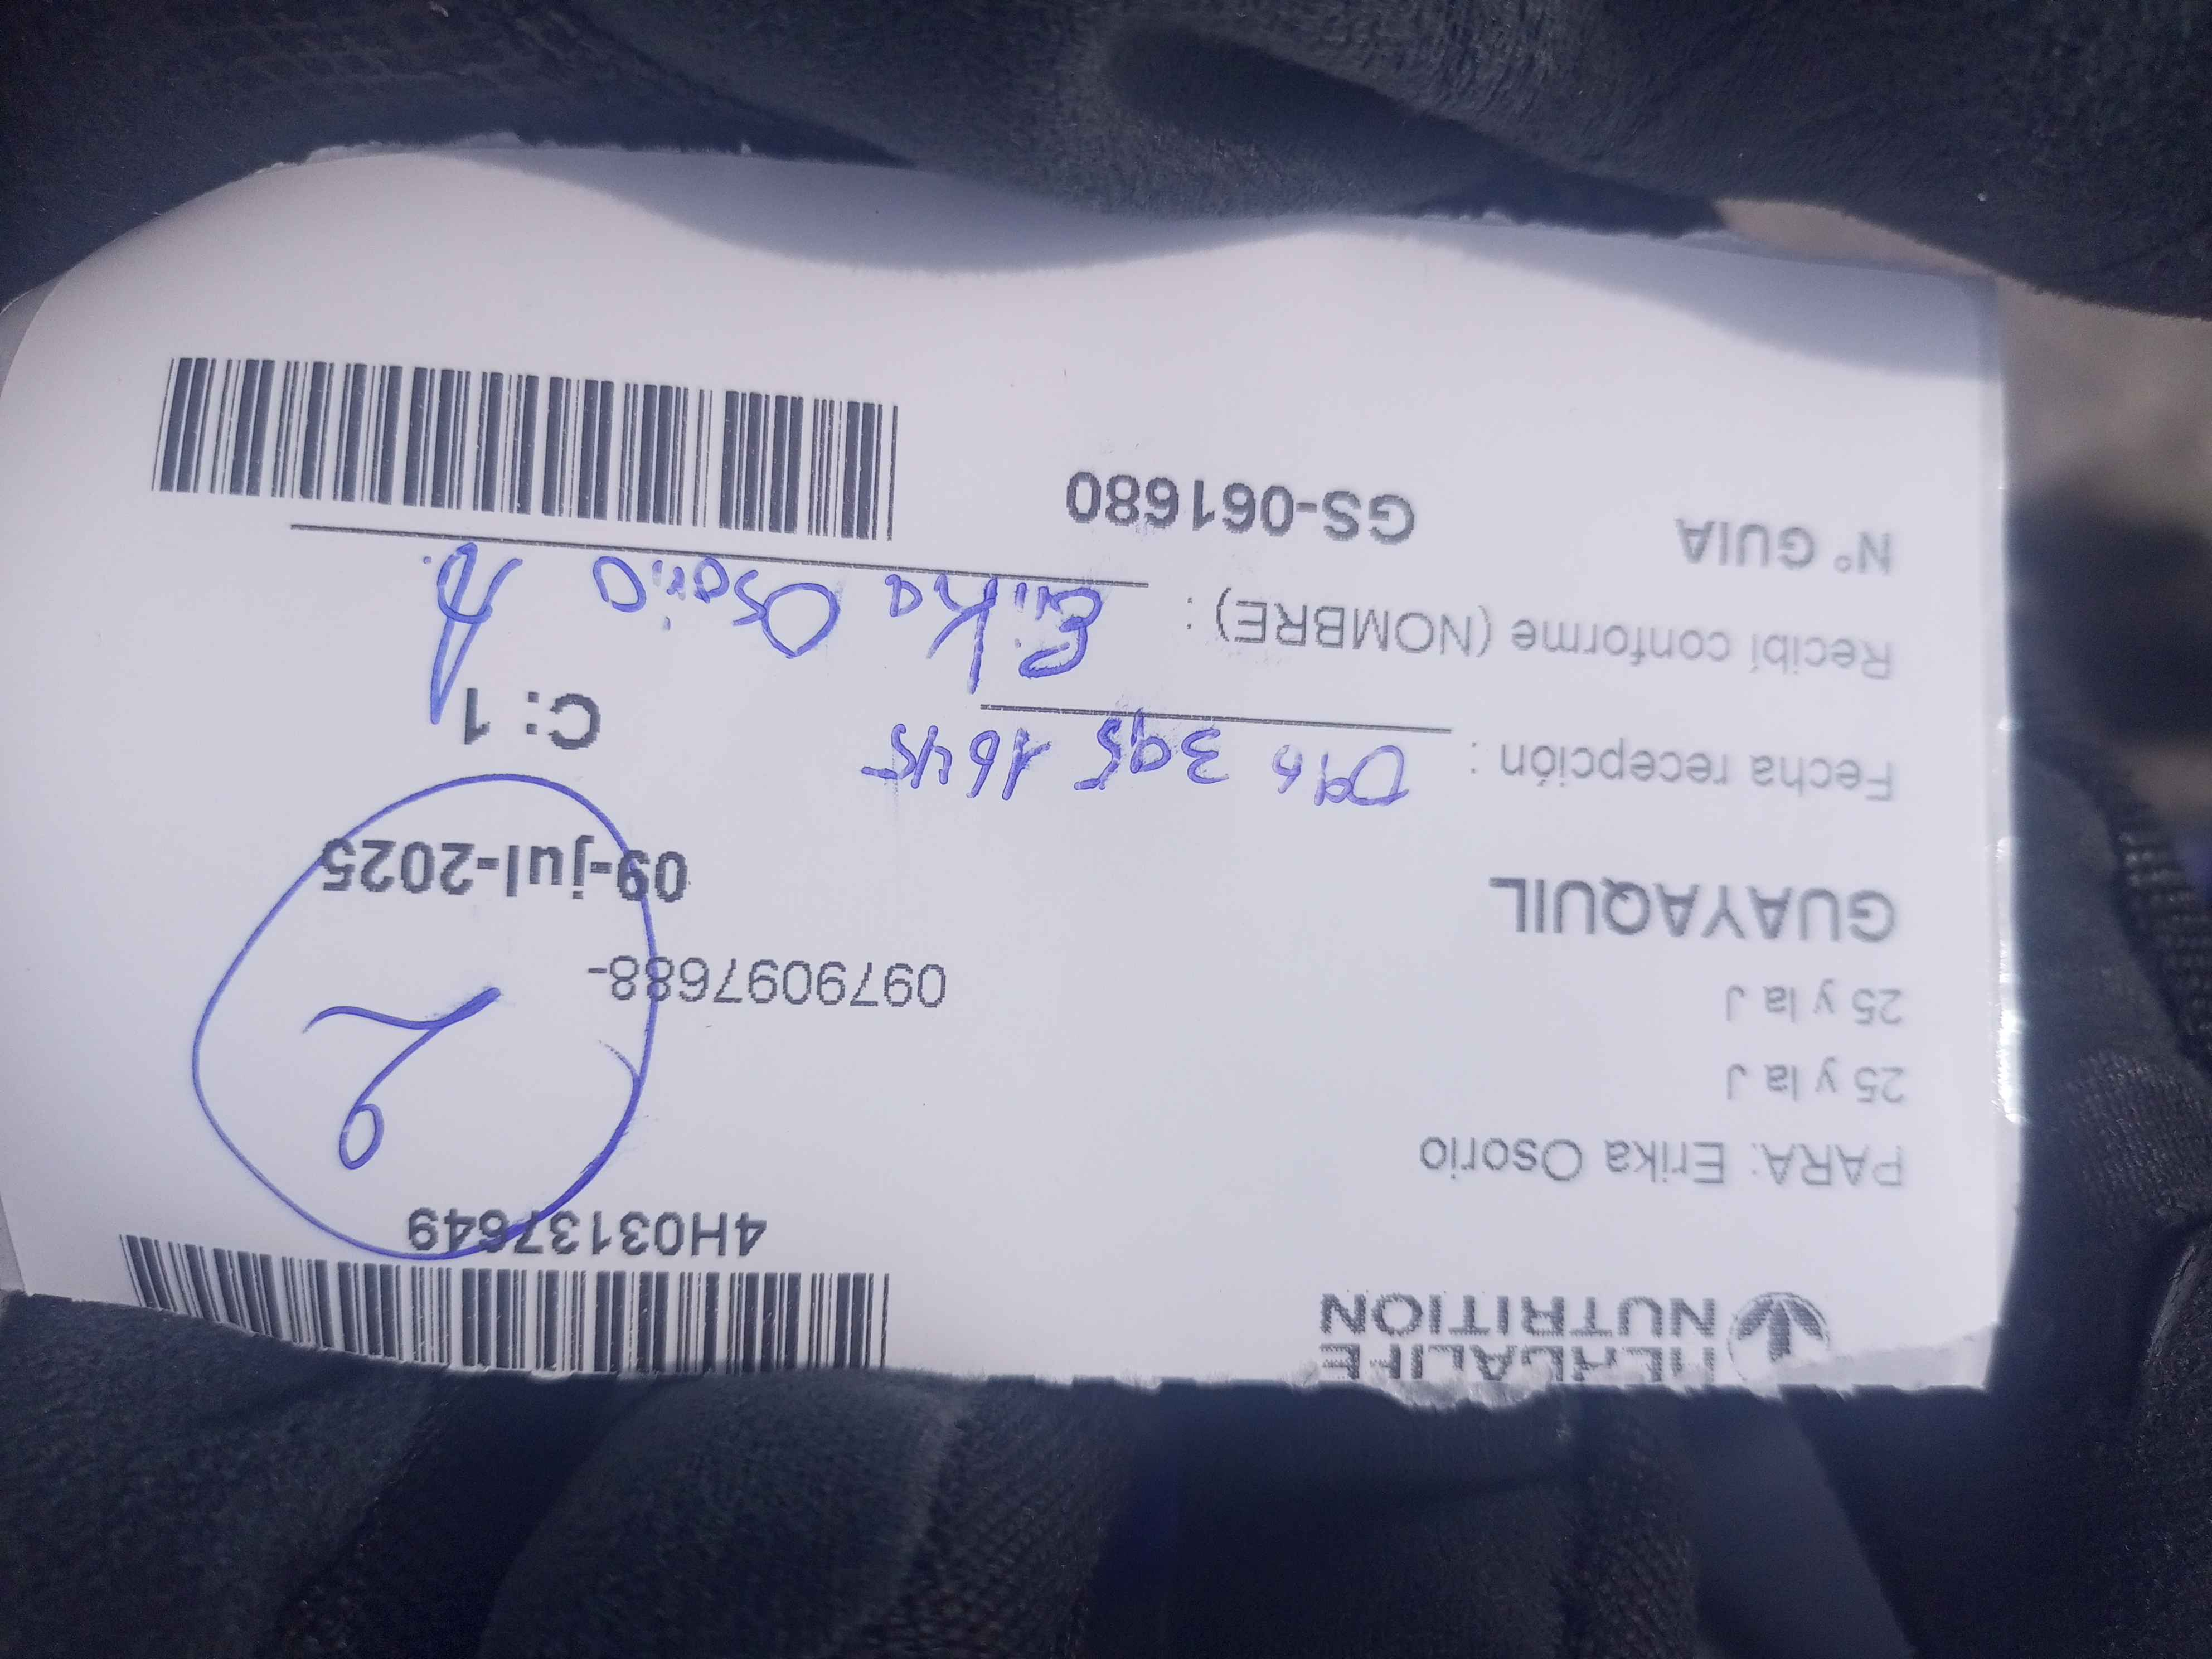 HERBALIFE
NUTRITION
4H03137649
PARA: Erika Osorio
25 y la J
25 y la J
0979097688-
GUAYAQUIL
09-jul-2025
Fecha recepción :
C: 1
Recibí conforme (NOMBRE) : Erika Osorio
N° GUIA GS-061680